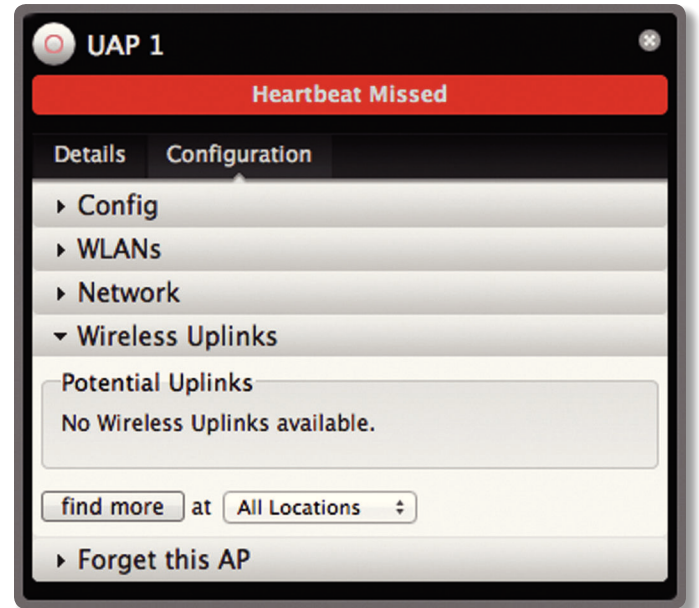 UAP 1
Heartbeat Missed
Details Configuration
Config
WLANs
Network
Wireless Uplinks
Potential Uplinks
No Wireless Uplinks available.
find more at All Locations
Forget this AP